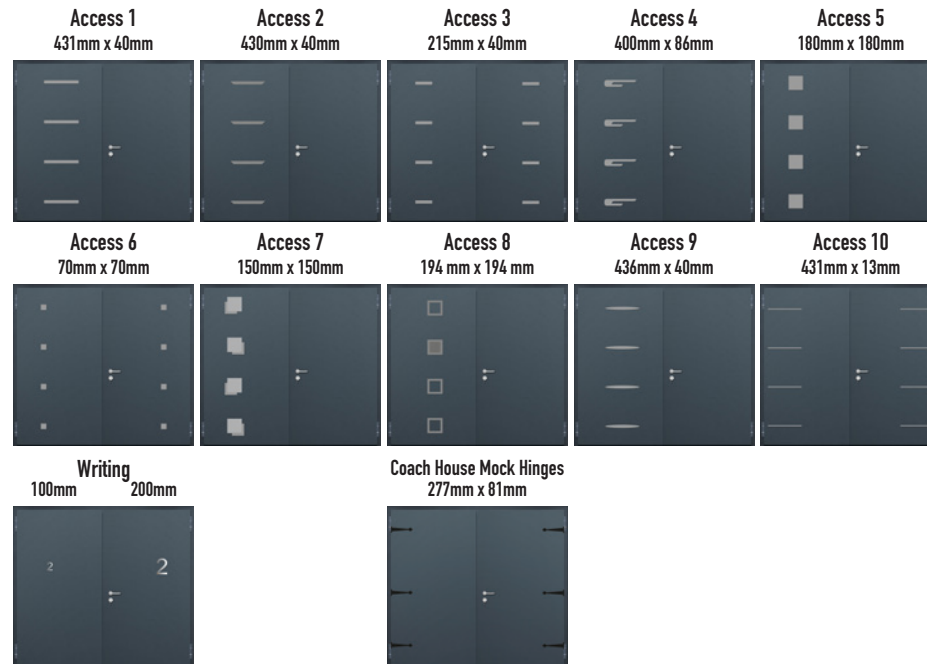 Access 1
431mm x 40mm
Access 2
430mm x 40mm
Access 3
215mm x 40mm
Access 4
400mm x 86mm
Access 5
180mm x 180mm
Access 6
70mm x 70mm
Access 7
150mm x 150mm
Access 8
194 mm x 194 mm
Access 9
436mm x 40mm
Access 10
431mm x 13mm
Writing
100mm 200mm
2 2
Coach House Mock Hinges
277mm x 81mm